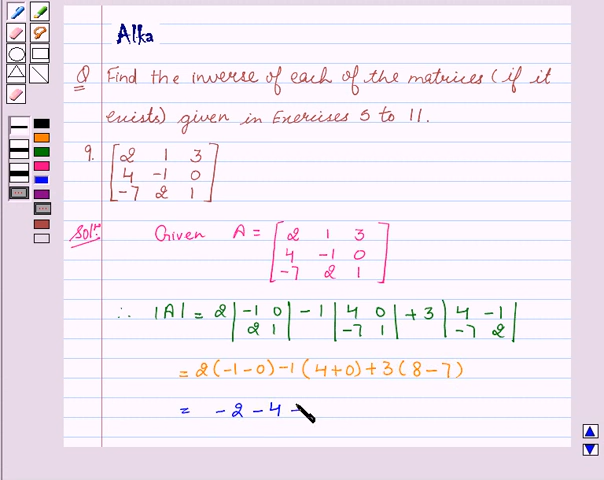 Alka
Q Find the inverse of each of the matrices (if it
exists) given in Exercises 5 to 11.
9. [ 2 1 3
4 -1 0
-7 2 1 ]
Solⁿ. Given A = [ 2 1 3
4 -1 0
-7 2 1 ]
∴ |A| = 2 | -1 0 | - 1 | 4 0 | + 3 | 4 -1 |
| 2 1 | | -7 1 | | -7 2 |
= 2(-1-0) -1(4+0) + 3(8-7)
= -2 - 4 -